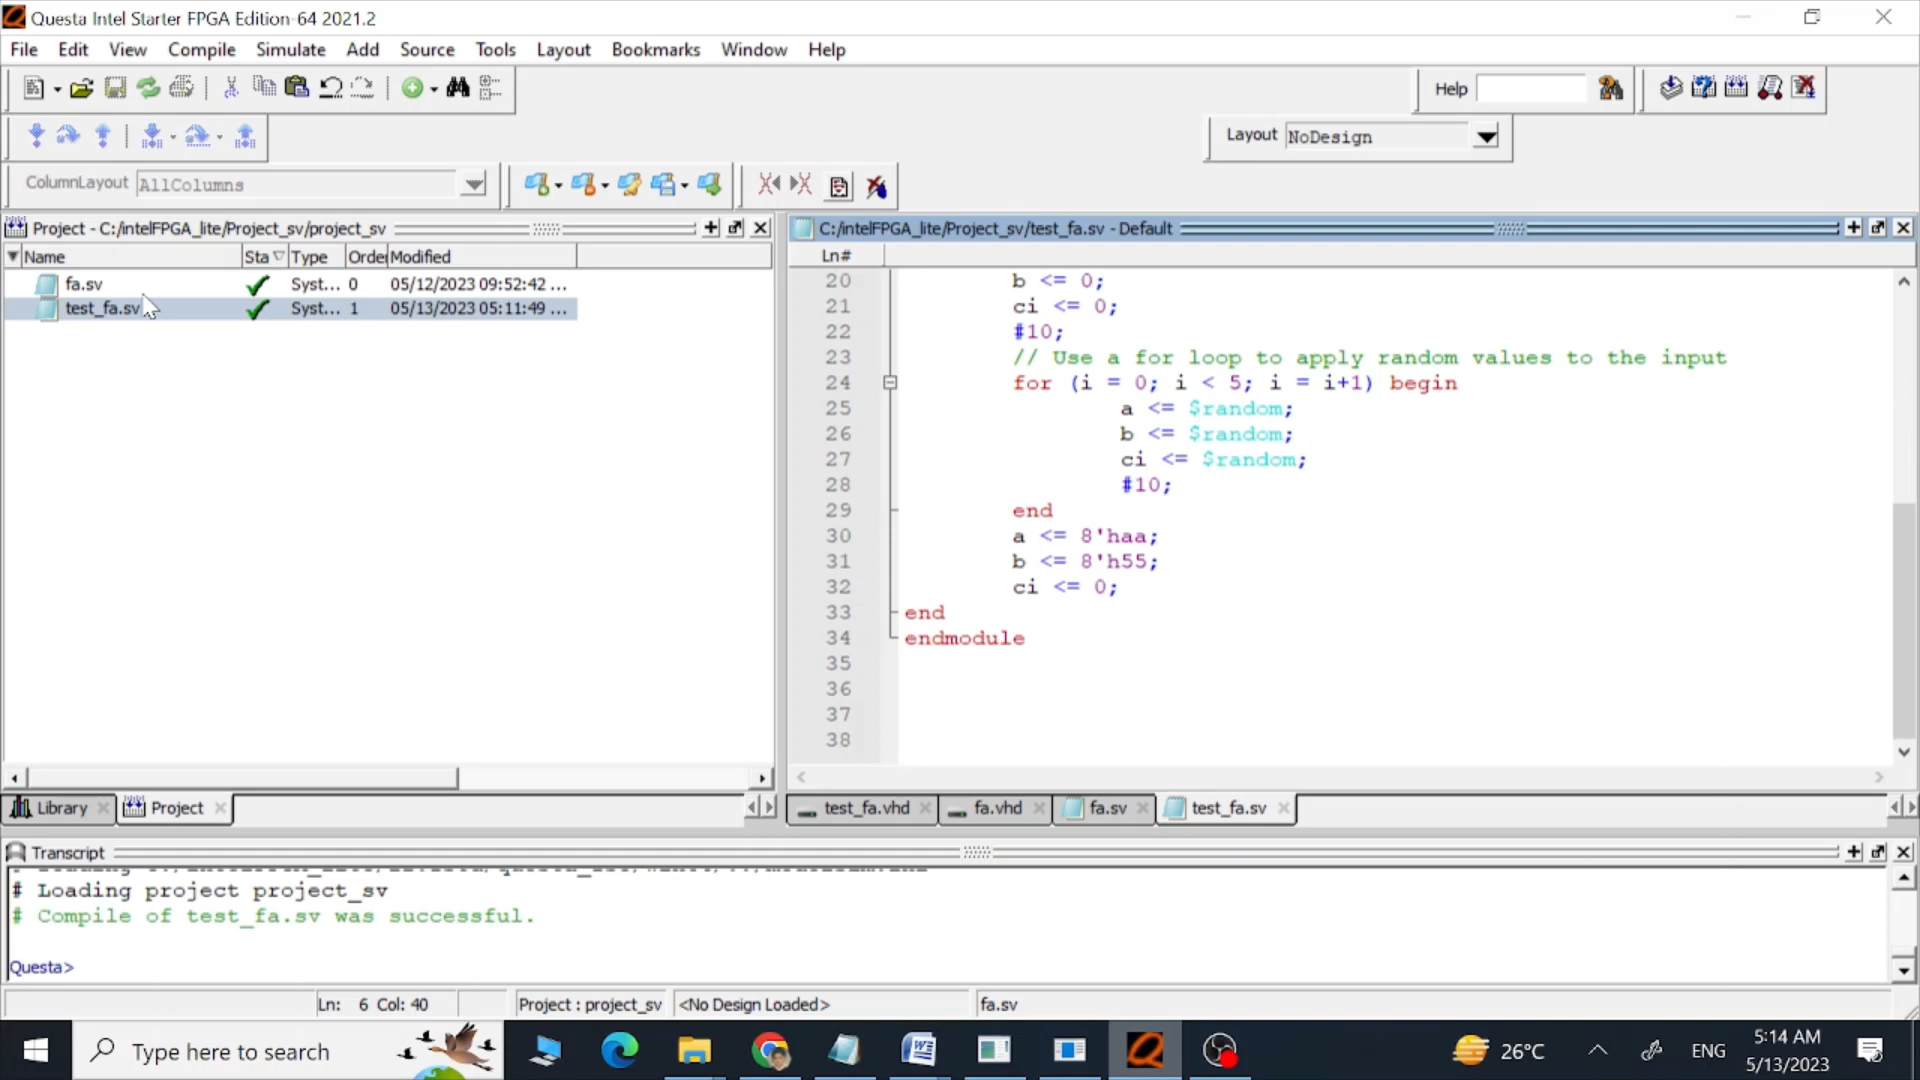 Questa Intel Starter FPGA Edition-64 2021.2
File Edit View Compile Simulate Add Source Tools Layout Bookmarks Window Help
Help
Layout NoDesign
ColumnLayout AllColumns
Project - C:/intelFPGA_lite/Project_sv/project_sv
Name Sta Type Order Modified
fa.sv Syst... 0 05/12/2023 09:52:42 ...
test_fa.sv Syst... 1 05/13/2023 05:11:49 ...
Library Project
C:/intelFPGA_lite/Project_sv/test_fa.sv - Default
Ln#
20 b <= 0;
21 ci <= 0;
22 #10;
23 // Use a for loop to apply random values to the input
24 for (i = 0; i < 5; i = i+1) begin
25 a <= $random;
26 b <= $random;
27 ci <= $random;
28 #10;
29 end
30 a <= 8'haa;
31 b <= 8'h55;
32 ci <= 0;
33 end
34 endmodule
35
36
37
38
test_fa.vhd fa.vhd fa.sv test_fa.sv
Transcript
# Loading project project_sv
# Compile of test_fa.sv was successful.
Questa>
Ln: 6 Col: 40 Project : project_sv <No Design Loaded> fa.sv
Type here to search
26°C
ENG
5:14 AM
5/13/2023